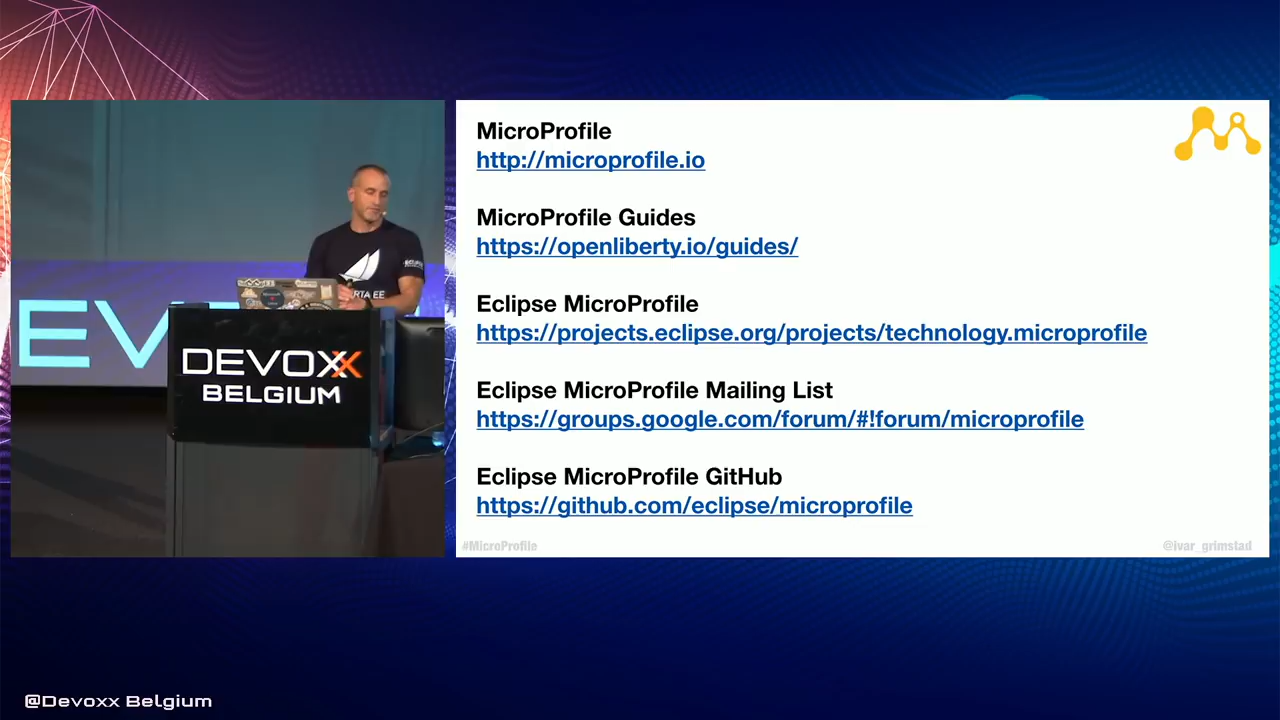 MicroProfile
http://microprofile.io
MicroProfile Guides
https://openliberty.io/guides/
Eclipse MicroProfile
https://projects.eclipse.org/projects/technology.microprofile
Eclipse MicroProfile Mailing List
https://groups.google.com/forum/#!forum/microprofile
Eclipse MicroProfile GitHub
https://github.com/eclipse/microprofile
#MicroProfile
@ivar_grimstad
EV
DEVOXX
BELGIUM
@Devoxx Belgium